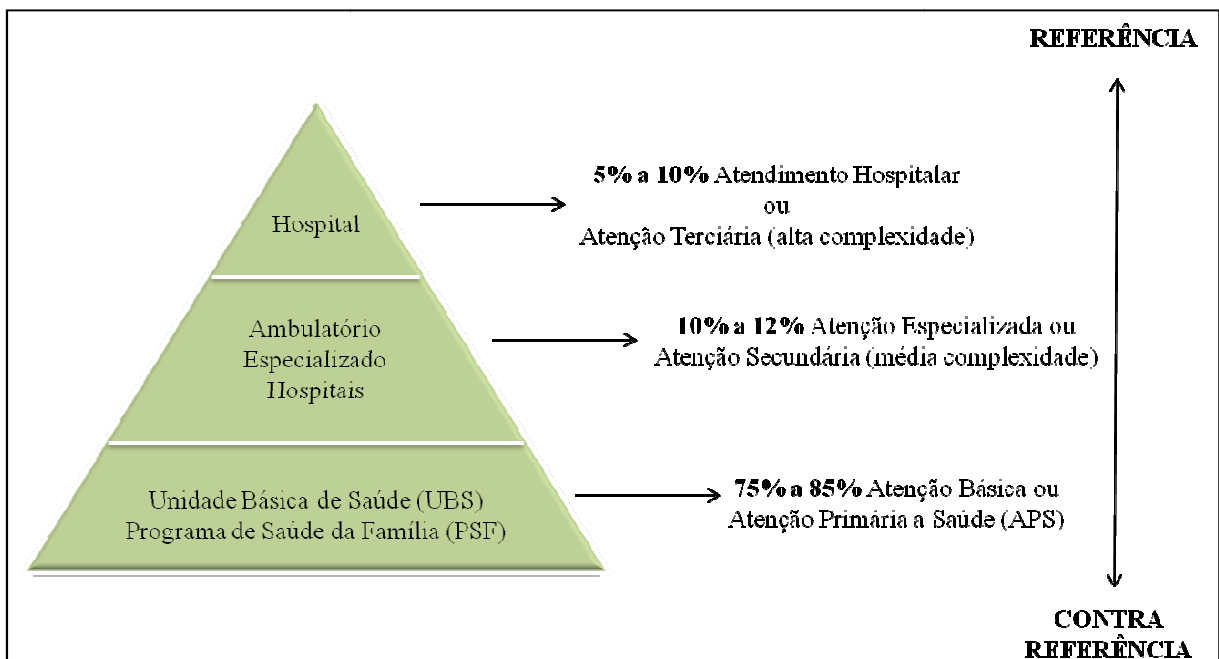 REFERÊNCIA
Hospital
5% a 10% Atendimento Hospitalar
ou
Atenção Terciária (alta complexidade)
Ambulatório
Especializado
Hospitais
10% a 12% Atenção Especializada ou
Atenção Secundária (média complexidade)
Unidade Básica de Saúde (UBS)
Programa de Saúde da Família (PSF)
75% a 85% Atenção Básica ou
Atenção Primária a Saúde (APS)
CONTRA
REFERÊNCIA